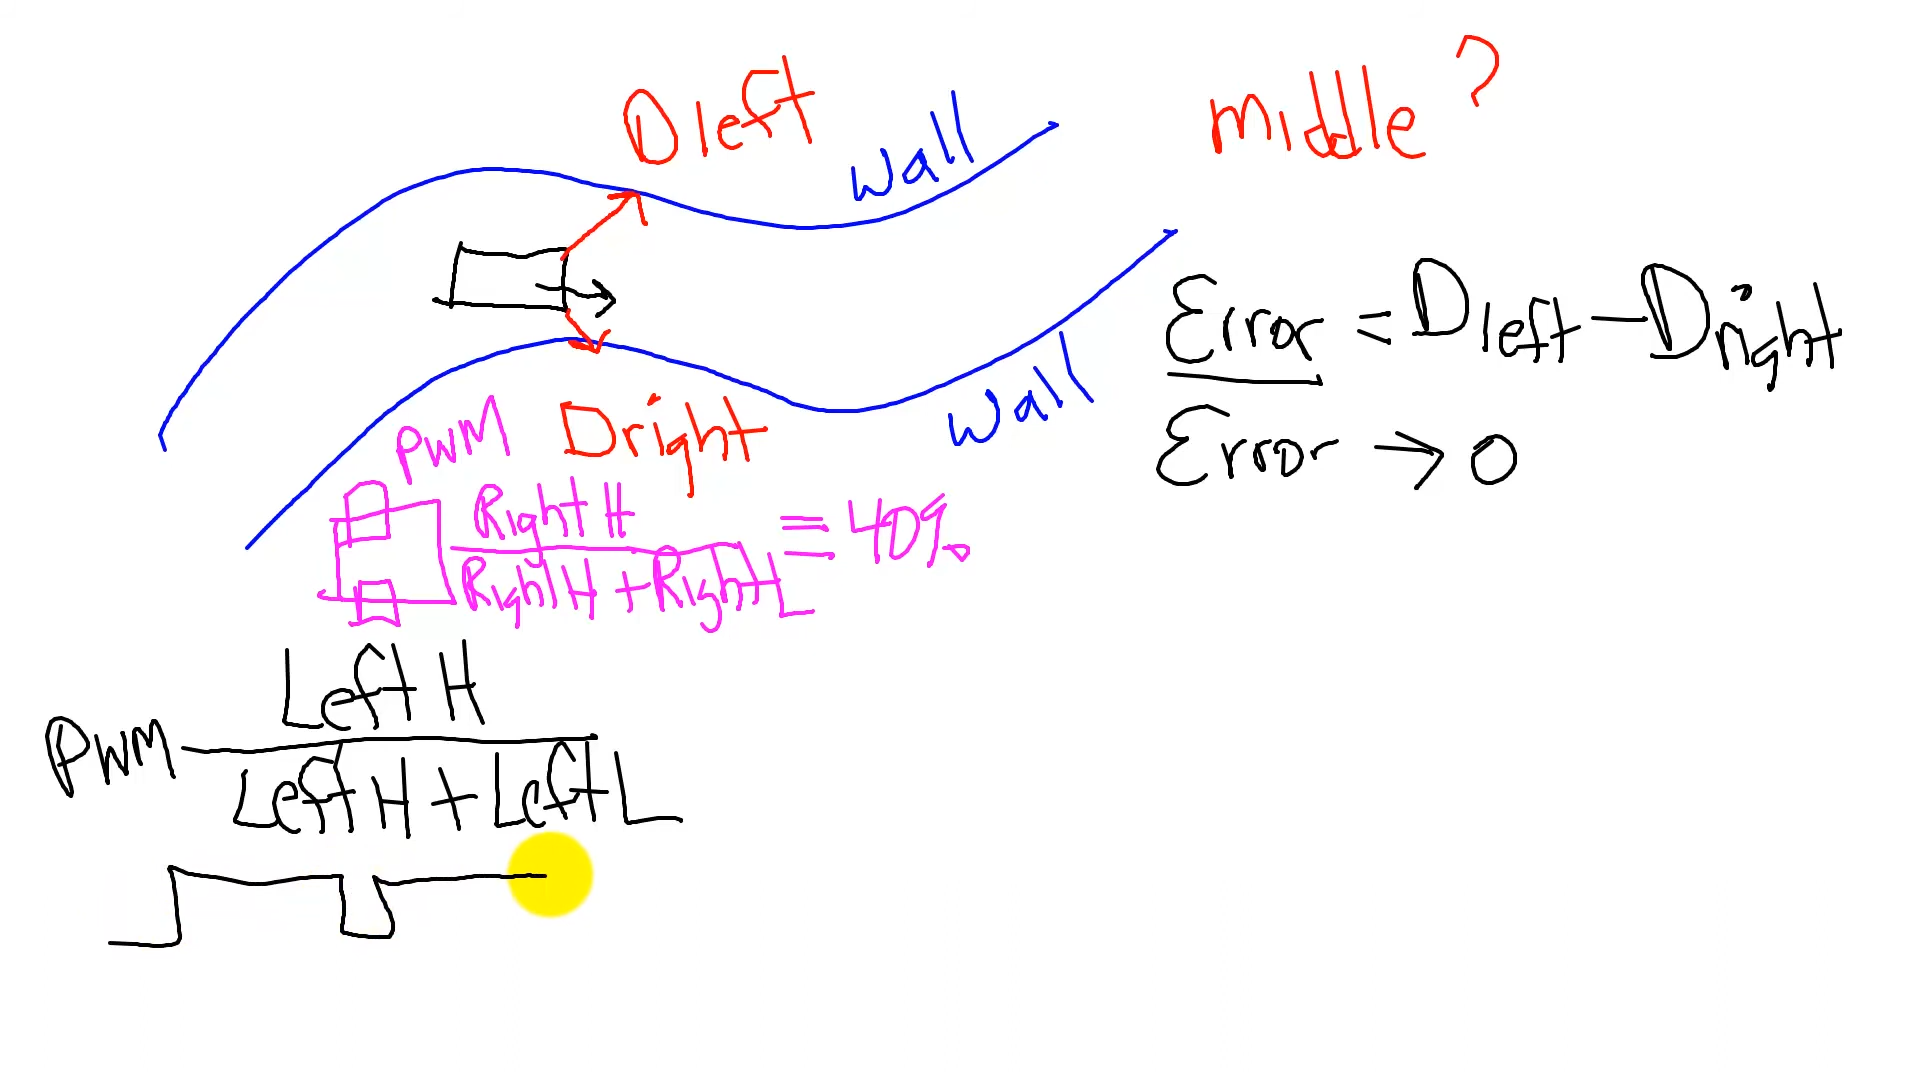 Dleft
wall
middle?
Error = Dleft - Dright
Error → 0
wall
PWM
Dright
Right H
Right H + Right L
= 40%
Left H
PWM
Left H + Left L